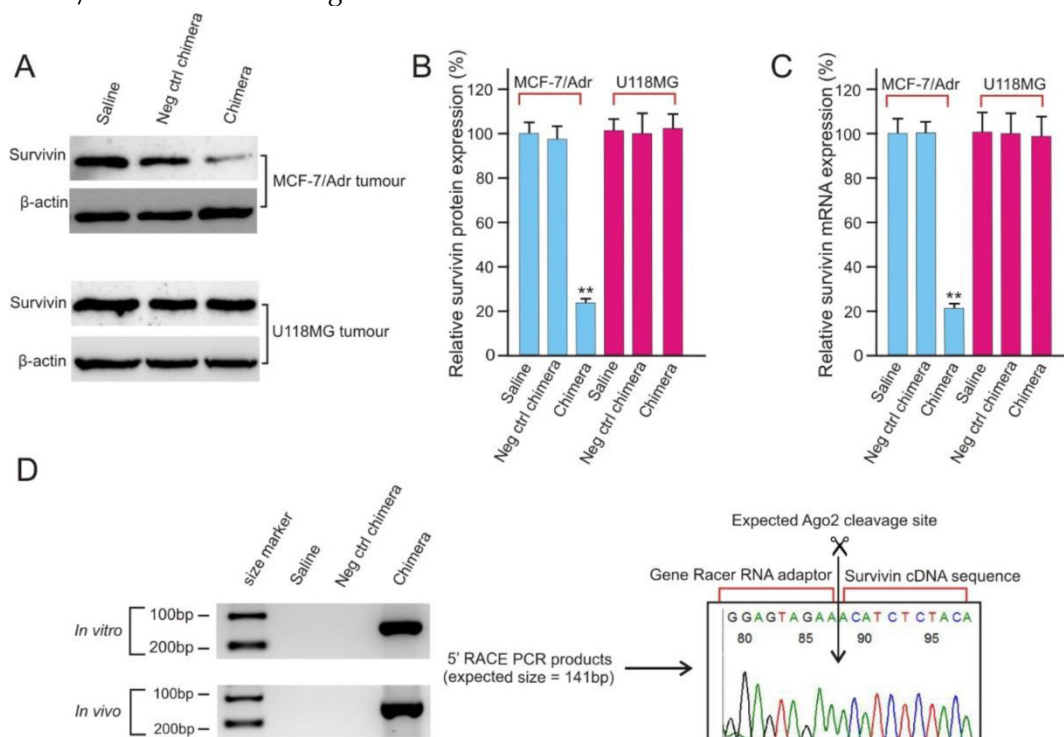 A
Saline
Neg ctrl chimera
Chimera
Survivin
β-actin
MCF-7/Adr tumour
Survivin
β-actin
U118MG tumour
B
Relative survivin protein expression (%)
MCF-7/Adr
U118MG
120
100
80
60
40
20
0
**
Saline
Neg ctrl chimera
Chimera
Saline
Neg ctrl chimera
Chimera
C
Relative survivin mRNA expression (%)
MCF-7/Adr
U118MG
120
100
80
60
40
20
0
**
Saline
Neg ctrl chimera
Chimera
Saline
Neg ctrl chimera
Chimera
D
size marker
Saline
Neg ctrl chimera
Chimera
In vitro
100bp
200bp
In vivo
100bp
200bp
5' RACE PCR products
(expected size = 141bp)
Expected Ago2 cleavage site
Gene Racer RNA adaptor
Survivin cDNA sequence
GGAGTAGAAACATCTCTACA
80 85 90 95